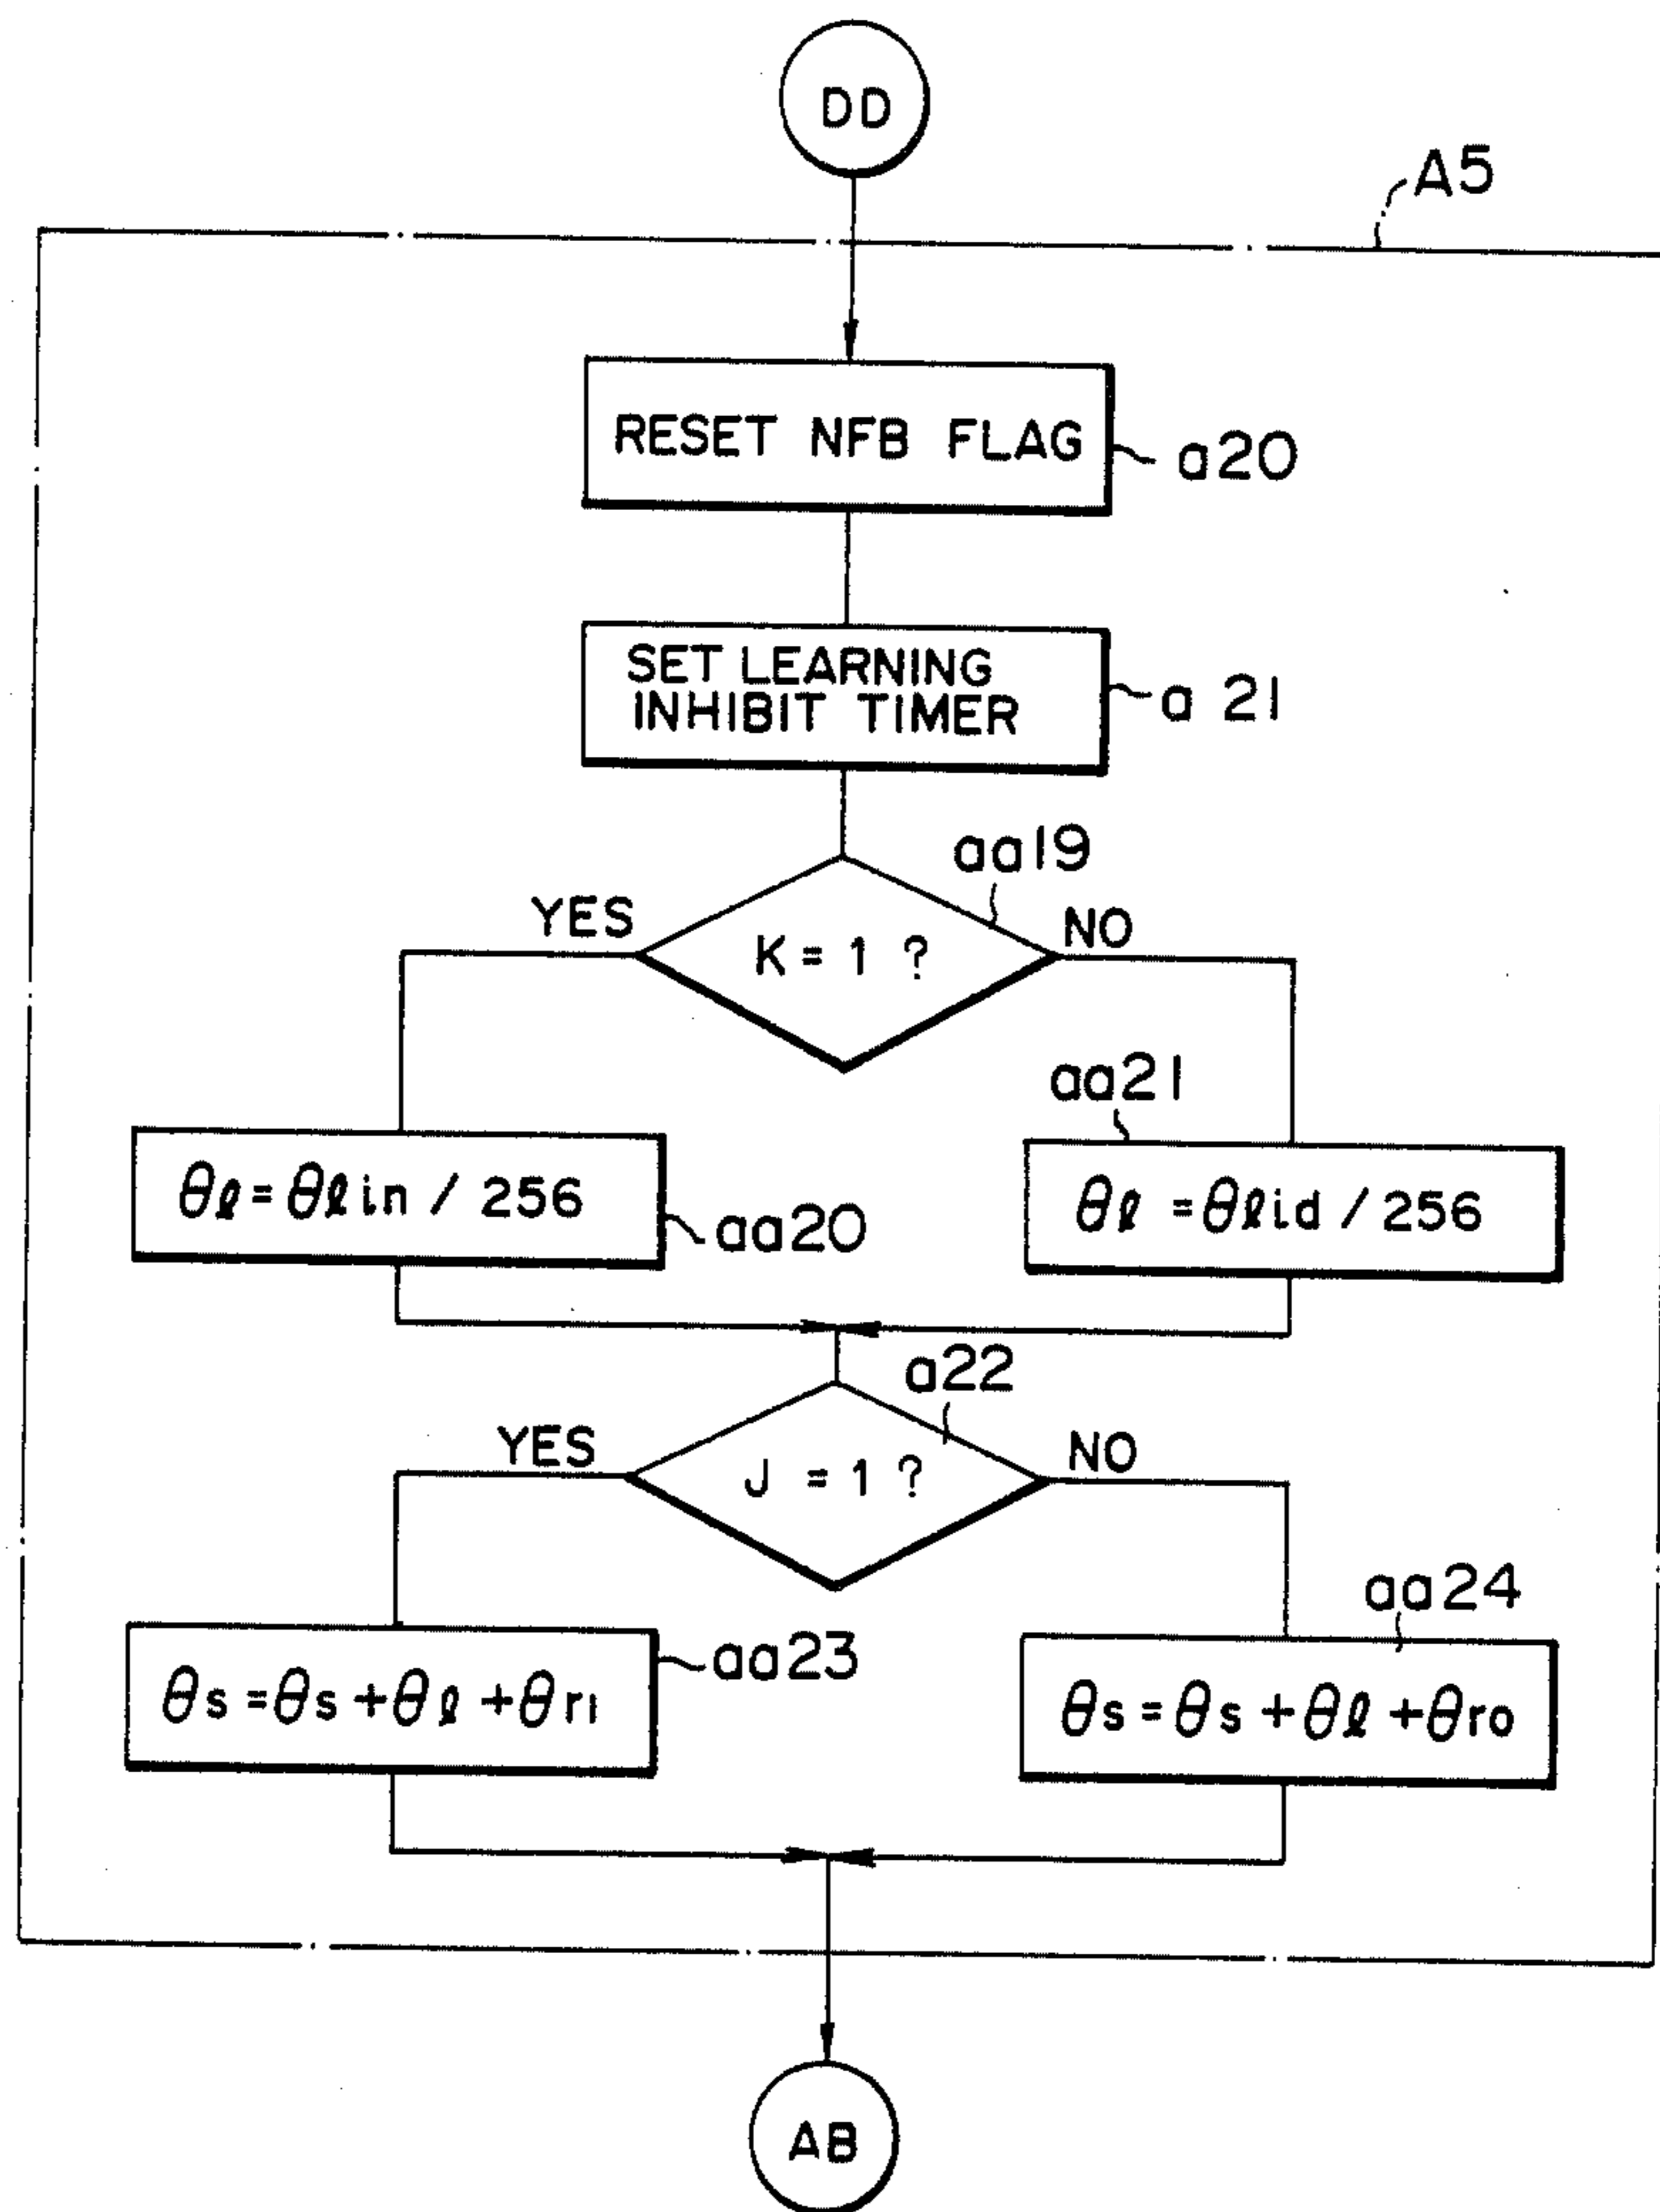 DD
A5
RESET NFB FLAG
a20
SET LEARNING
INHIBIT TIMER
a 21
aa19
YES
K = 1 ?
NO
aa21
θℓ = θℓin / 256
aa20
θℓ = θℓid / 256
a22
YES
J = 1 ?
NO
aa24
θs = θs + θℓ + θri
aa23
θs = θs + θℓ + θro
AB